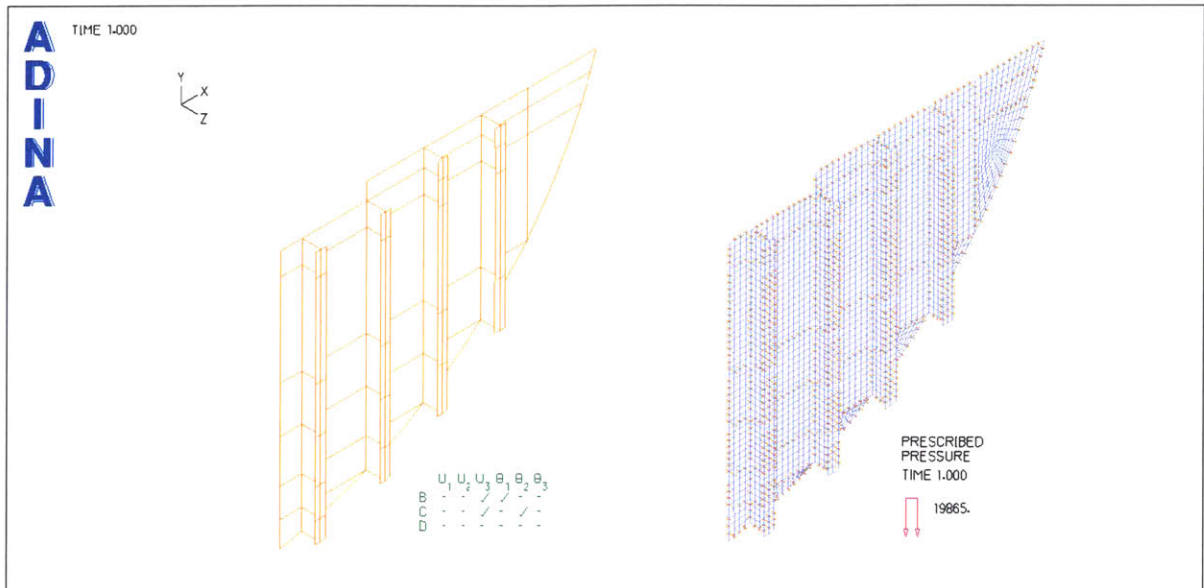 ADINA
TIME 1.000
Y
X
Z
U1 U2 U3 θ1 θ2 θ3
B - - ✓ ✓ - -
C - - ✓ - ✓ -
D - - - - - -
PRESCRIBED
PRESSURE
TIME 1.000
19865.